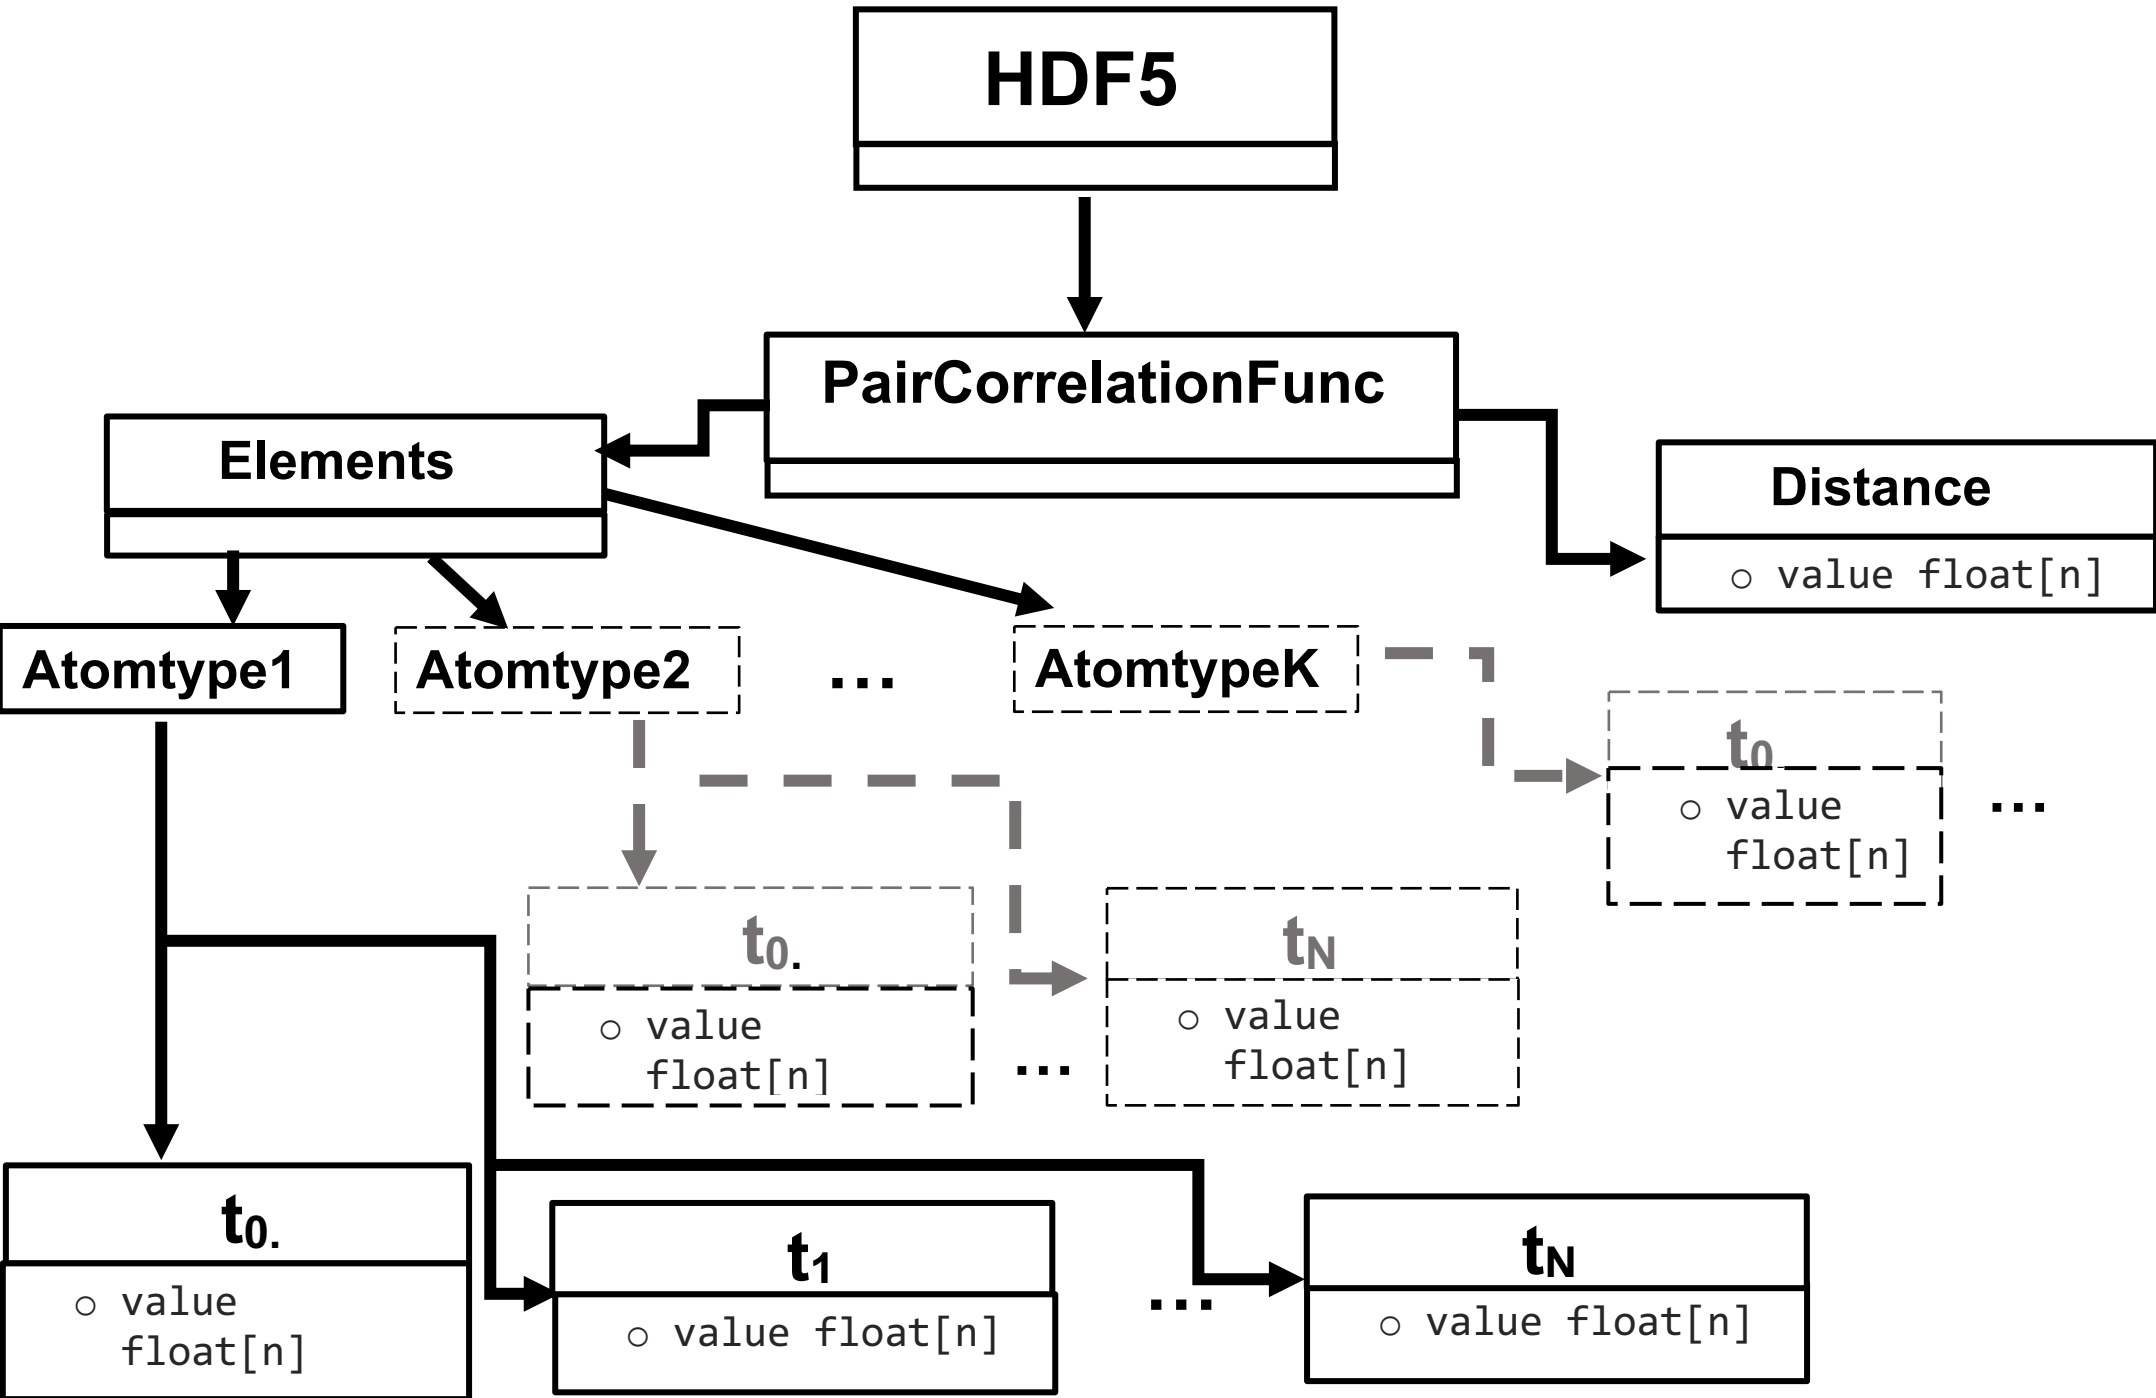 HDF5
PairCorrelationFunc
Elements
Distance
○ value float[n]
Atomtype1
Atomtype2
...
AtomtypeK
t0
○ value
float[n]
...
t0.
○ value
float[n]
...
tN
○ value
float[n]
t0.
○ value
float[n]
t1
○ value float[n]
...
tN
○ value float[n]